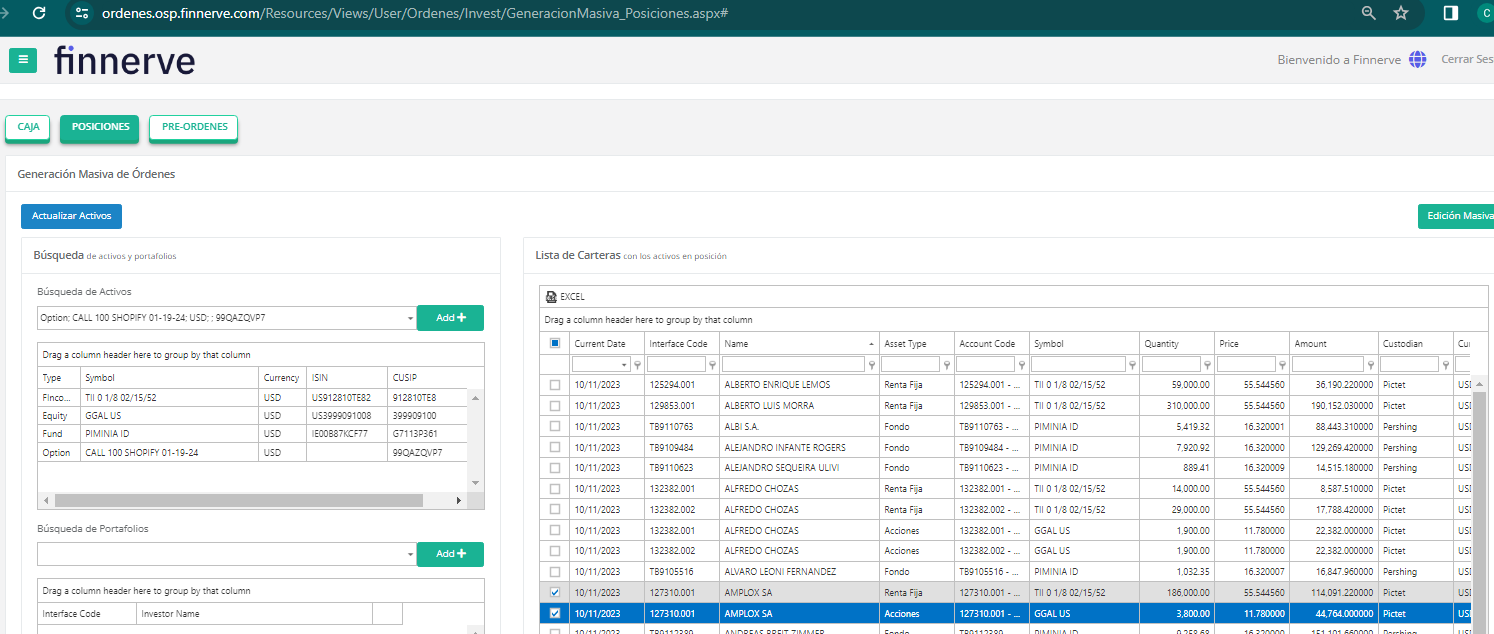 ordenes.osp.finnerve.com/Resources/Views/User/Ordenes/Invest/GeneracionMasiva_Posiciones.aspx#
C
finnerve
Bienvenido a Finnerve
Cerrar Ses
CAJA POSICIONES PRE-ORDENES
Generación Masiva de Órdenes
Actualizar Activos
Edición Masiva
Búsqueda de activos y portafolios
Búsqueda de Activos
Option; CALL 100 SHOPIFY 01-19-24; USD; ; 99QAZQVP7
Add +
Drag a column header here to group by that column
Type Symbol Currency ISIN CUSIP
FInco... TII 0 1/8 02/15/52 USD US912810TE82 912810TE8
Equity GGAL US USD US3999091008 399909100
Fund PIMINIA ID USD IE00B87KCF77 G7113P361
Option CALL 100 SHOPIFY 01-19-24 USD 99QAZQVP7
Búsqueda de Portafolios
Add +
Drag a column header here to group by that column
Interface Code Investor Name
Lista de Carteras con los activos en posición
EXCEL
Drag a column header here to group by that column
Current Date Interface Code Name Asset Type Account Code Symbol Quantity Price Amount Custodian Cu
10/11/2023 125294.001 ALBERTO ENRIQUE LEMOS Renta Fija 125294.001 - ... TII 0 1/8 02/15/52 59,000.00 55.544560 36,190.220000 Pictet USI
10/11/2023 129853.001 ALBERTO LUIS MORRA Renta Fija 129853.001 - ... TII 0 1/8 02/15/52 310,000.00 55.544560 190,152.030000 Pictet USI
10/11/2023 TB9110763 ALBI S.A. Fondo TB9110763 - ... PIMINIA ID 5,419.32 16.320001 88,443.310000 Pershing USI
10/11/2023 TB9109484 ALEJANDRO INFANTE ROGERS Fondo TB9109484 - ... PIMINIA ID 7,920.92 16.320000 129,269.420000 Pershing USI
10/11/2023 TB9110623 ALEJANDRO SEQUEIRA ULIVI Fondo TB9110623 - ... PIMINIA ID 889.41 16.320009 14,515.180000 Pershing USI
10/11/2023 132382.001 ALFREDO CHOZAS Renta Fija 132382.001 - ... TII 0 1/8 02/15/52 14,000.00 55.544560 8,587.510000 Pictet USI
10/11/2023 132382.002 ALFREDO CHOZAS Renta Fija 132382.002 - ... TII 0 1/8 02/15/52 29,000.00 55.544560 17,788.420000 Pictet USI
10/11/2023 132382.001 ALFREDO CHOZAS Acciones 132382.001 - ... GGAL US 1,900.00 11.780000 22,382.000000 Pictet USI
10/11/2023 132382.002 ALFREDO CHOZAS Acciones 132382.002 - ... GGAL US 1,900.00 11.780000 22,382.000000 Pictet USI
10/11/2023 TB9105516 ALVARO LEONI FERNANDEZ Fondo TB9105516 - ... PIMINIA ID 1,032.35 16.320007 16,847.960000 Pershing USI
10/11/2023 127310.001 AMPLOX SA Renta Fija 127310.001 - ... TII 0 1/8 02/15/52 186,000.00 55.544560 114,091.220000 Pictet USI
10/11/2023 127310.001 AMPLOX SA Acciones 127310.001 - ... GGAL US 3,800.00 11.780000 44,764.000000 Pictet USI
10/11/2023 TB9112389 ANDREAS BREIT ZIMMER Fondo PIMINIA ID Pershing USI